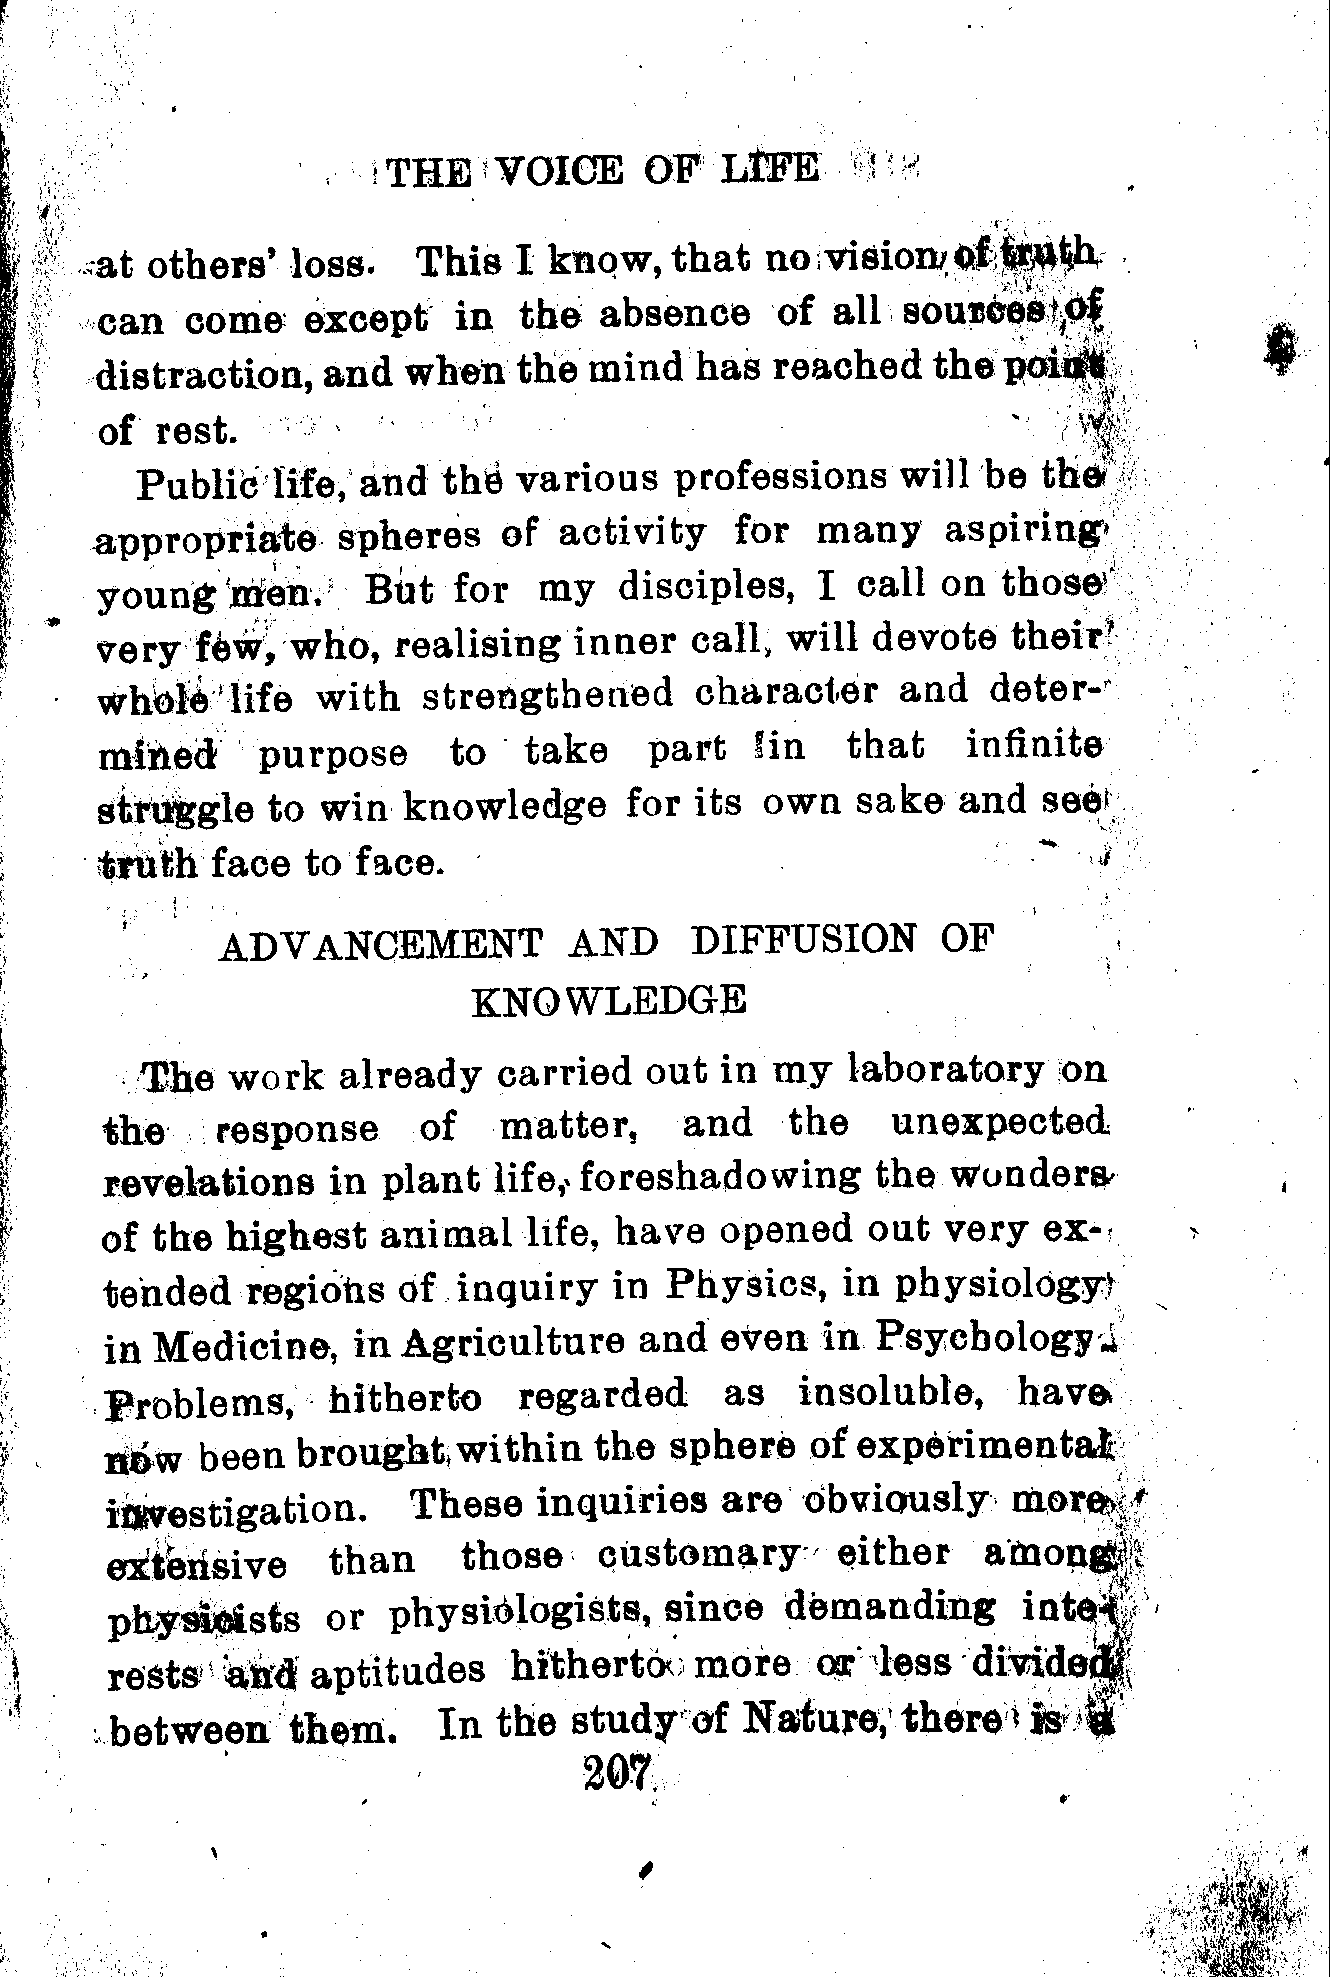 THE VOICE OF LIFE
at others' loss. This I know, that no vision of truth
can come except in the absence of all sources of
distraction, and when the mind has reached the point
of rest.
Public life, and the various professions will be the
appropriate spheres of activity for many aspiring
young men. But for my disciples, I call on those
very few, who, realising inner call, will devote their
whole life with strengthened character and deter-
mined purpose to take part in that infinite
struggle to win knowledge for its own sake and see
truth face to face.
ADVANCEMENT AND DIFFUSION OF
KNOWLEDGE
The work already carried out in my laboratory on
the response of matter, and the unexpected
revelations in plant life, foreshadowing the wonders
of the highest animal life, have opened out very ex-
tended regions of inquiry in Physics, in physiology
in Medicine, in Agriculture and even in Psychology.
Problems, hitherto regarded as insoluble, have
now been brought within the sphere of experimental
investigation. These inquiries are obviously more
extensive than those customary either among
physicists or physiologists, since demanding inte-
rests and aptitudes hitherto more or less divided
between them. In the study of Nature, there is a
207